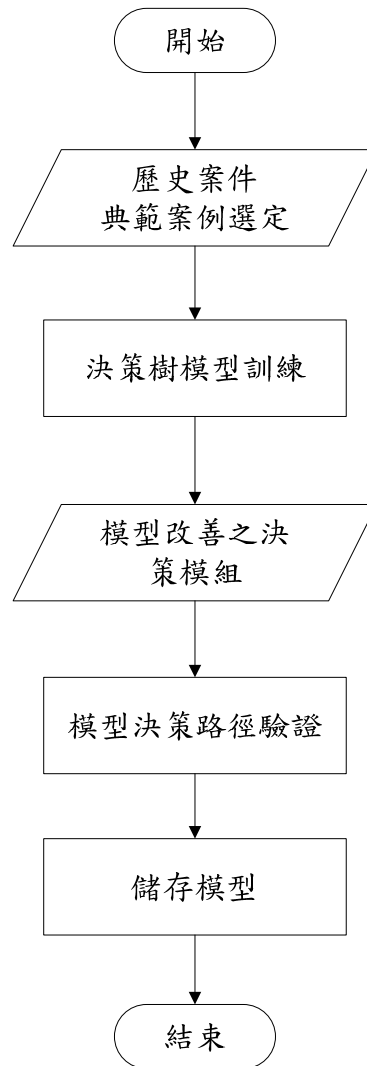 開始
歷史案件
典範案例選定
決策樹模型訓練
模型改善之決
策模組
模型決策路徑驗證
儲存模型
結束